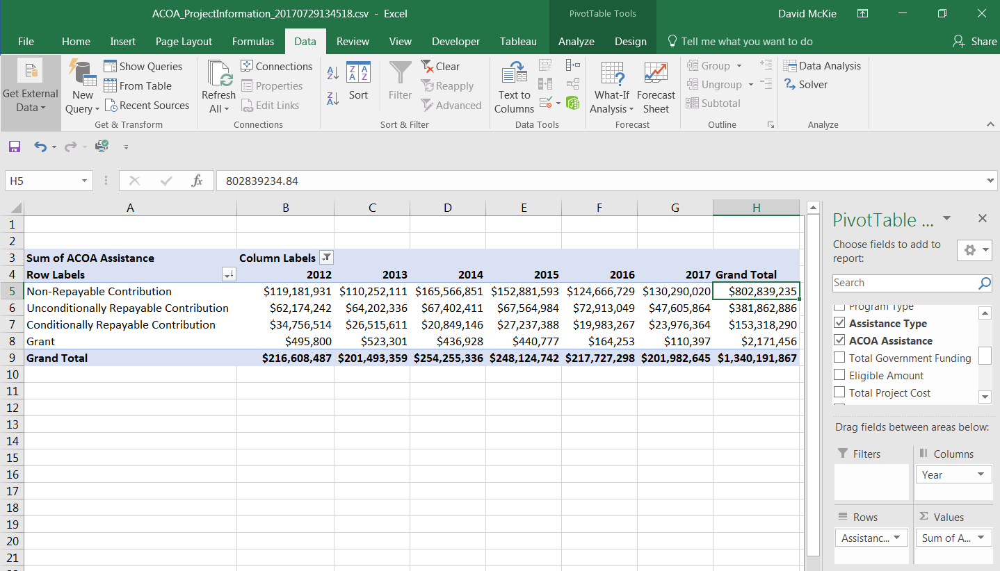 ACOA_ProjectInformation_20170729134518.csv - Excel
PivotTable Tools
David McKie
File Home Insert Page Layout Formulas Data Review View Developer Tableau Analyze Design Tell me what you want to do Share
Get External Data
New Query
Show Queries
From Table
Recent Sources
Get & Transform
Refresh All
Connections
Properties
Edit Links
Connections
Sort
Filter
Clear
Reapply
Advanced
Sort & Filter
Text to Columns
Data Tools
What-If Analysis
Forecast Sheet
Forecast
Group
Ungroup
Subtotal
Outline
Data Analysis
Solver
Analyze
H5 fx 802839234.84
A B C D E F G H
1
2
3 Sum of ACOA Assistance Column Labels
4 Row Labels 2012 2013 2014 2015 2016 2017 Grand Total
5 Non-Repayable Contribution $119,181,931 $110,252,111 $165,566,851 $152,881,593 $124,666,729 $130,290,020 $802,839,235
6 Unconditionally Repayable Contribution $62,174,242 $64,202,336 $67,402,411 $67,564,984 $72,913,049 $47,605,864 $381,862,886
7 Conditionally Repayable Contribution $34,756,514 $26,515,611 $20,849,146 $27,237,388 $19,983,267 $23,976,364 $153,318,290
8 Grant $495,800 $523,301 $436,928 $440,777 $164,253 $110,397 $2,171,456
9 Grand Total $216,608,487 $201,493,359 $254,255,336 $248,124,742 $217,727,298 $201,982,645 $1,340,191,867
10
11
12
13
14
15
16
17
18
19
20
21
PivotTable ...
Choose fields to add to
report:
Search
Program Type
Assistance Type
ACOA Assistance
Total Government Funding
Eligible Amount
Total Project Cost
Drag fields between areas below:
Filters
Columns
Year
Rows
Σ Values
Assistanc...
Sum of A...